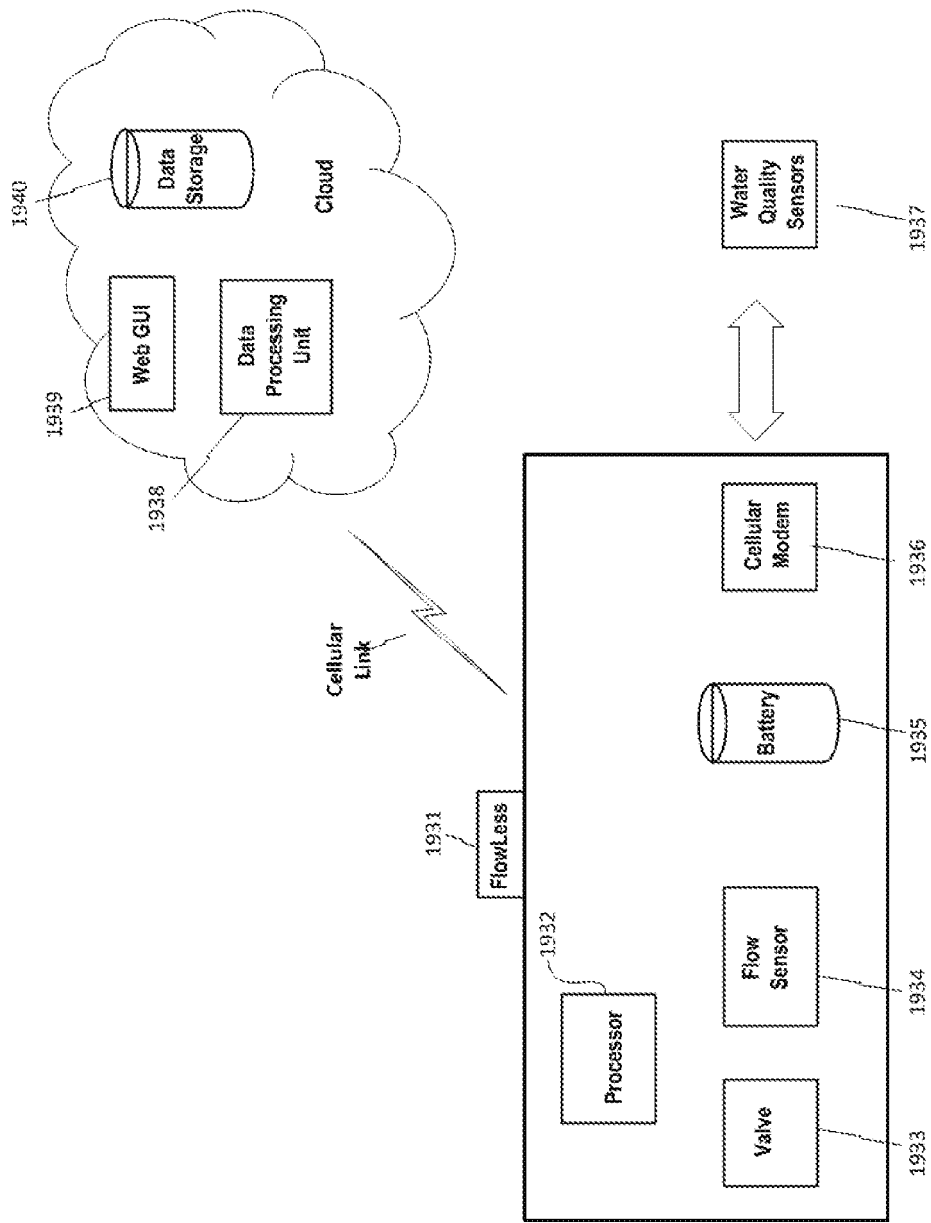 1940
Data
Storage
Cloud
1939
Web GUI
1938
Data
Processing
Unit
Cellular
Link
1931
FlowLess
1932
Processor
Valve
1933
Flow
Sensor
1934
Battery
1935
Cellular
Modem
1936
Water
Quality
Sensors
1937